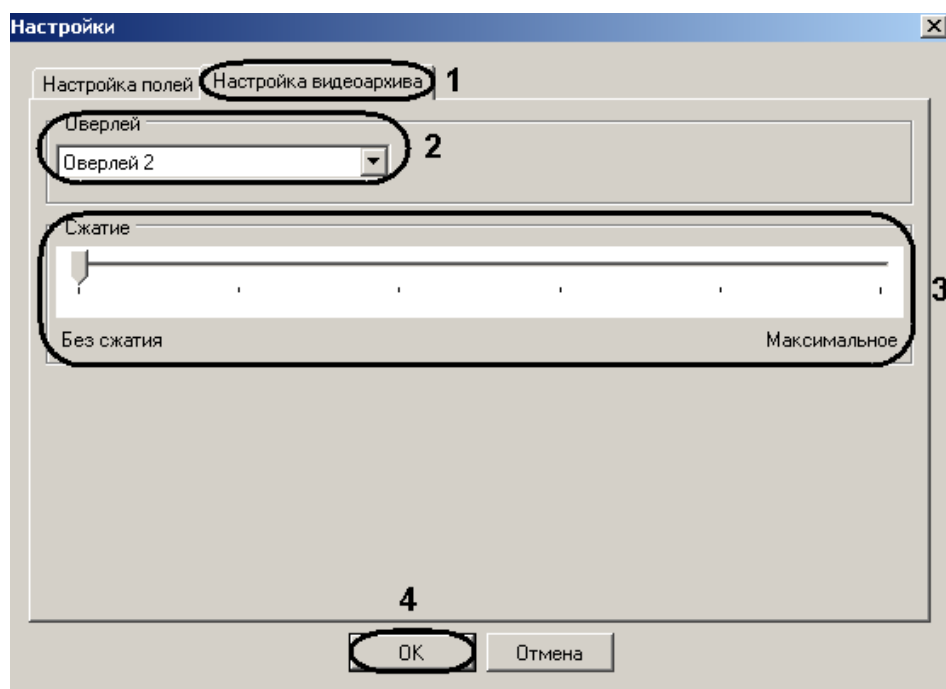 Настройки
Настройка полей Настройка видеоархива 1
Оверлей
Оверлей 2 2
Сжатие
3
Без сжатия Максимальное
4
OK Отмена